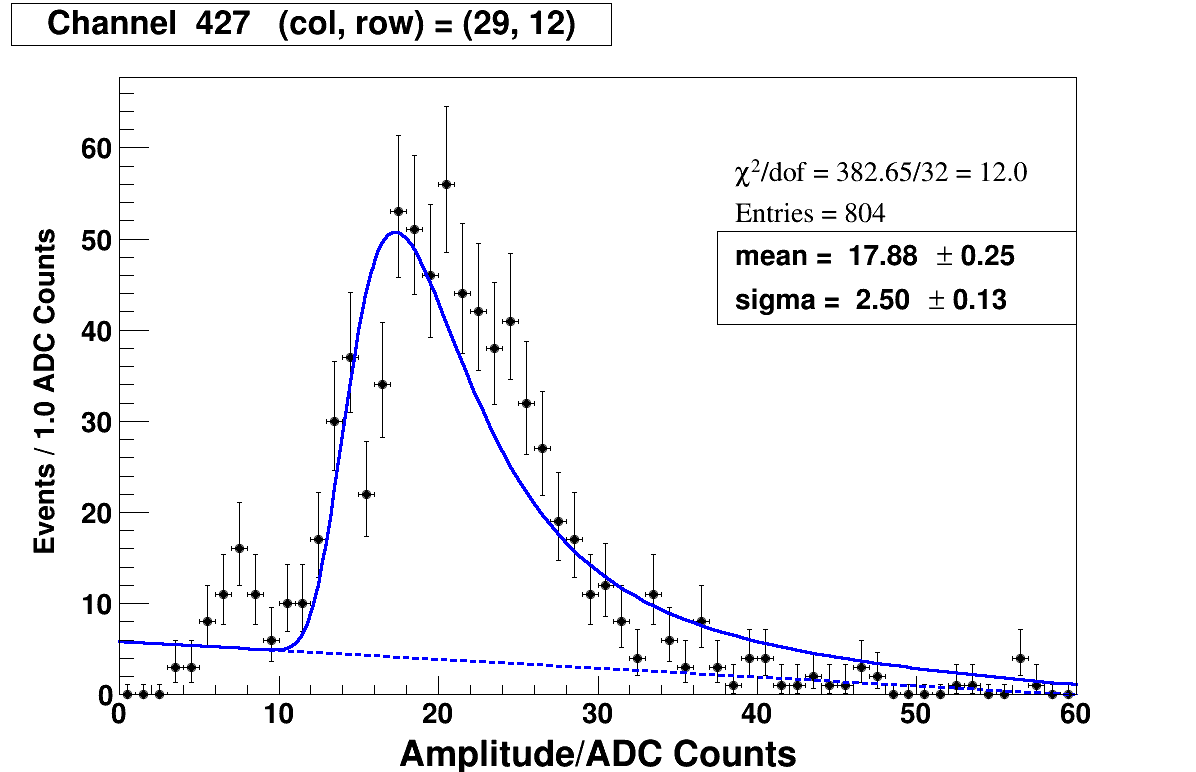 Channel 427 (col, row) = (29, 12)
χ²/dof = 382.65/32 = 12.0
Entries = 804
mean = 17.88 ± 0.25
sigma = 2.50 ± 0.13
Events / 1.0 ADC Counts
60
50
40
30
20
10
0
0 10 20 30 40 50 60
Amplitude/ADC Counts